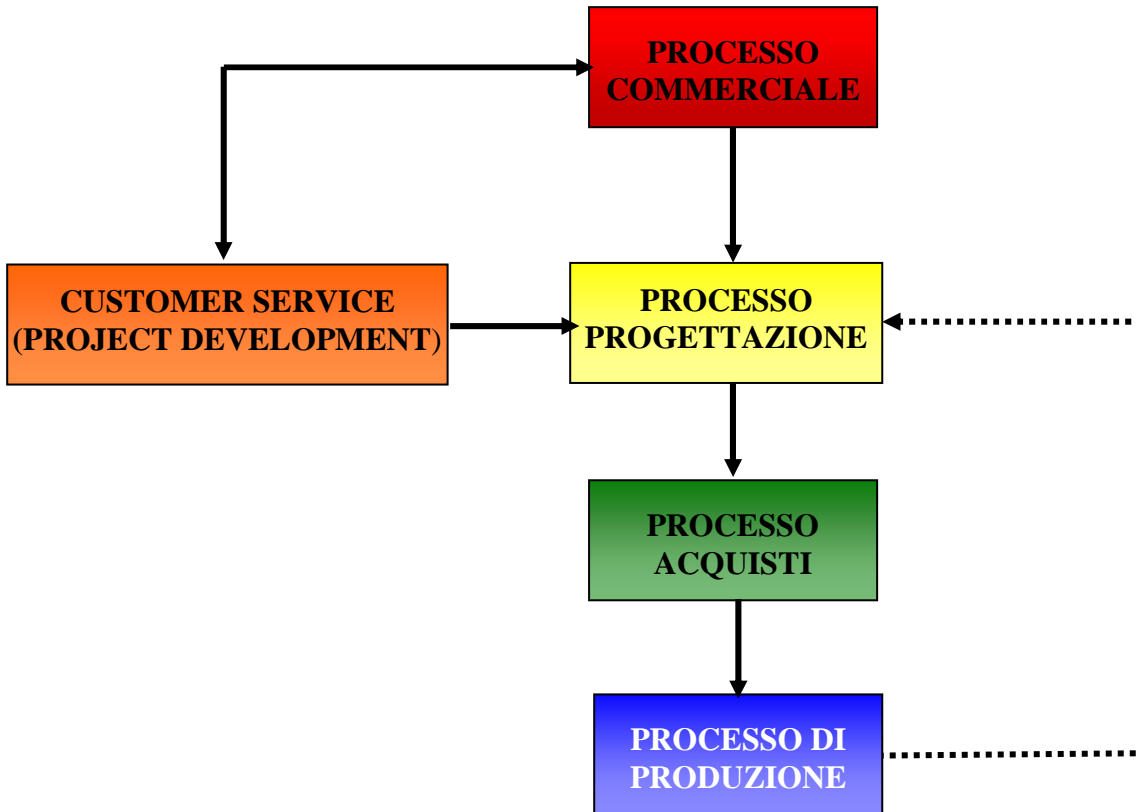 PROCESSO
COMMERCIALE
CUSTOMER SERVICE
(PROJECT DEVELOPMENT)
PROCESSO
PROGETTAZIONE
PROCESSO
ACQUISTI
PROCESSO DI
PRODUZIONE